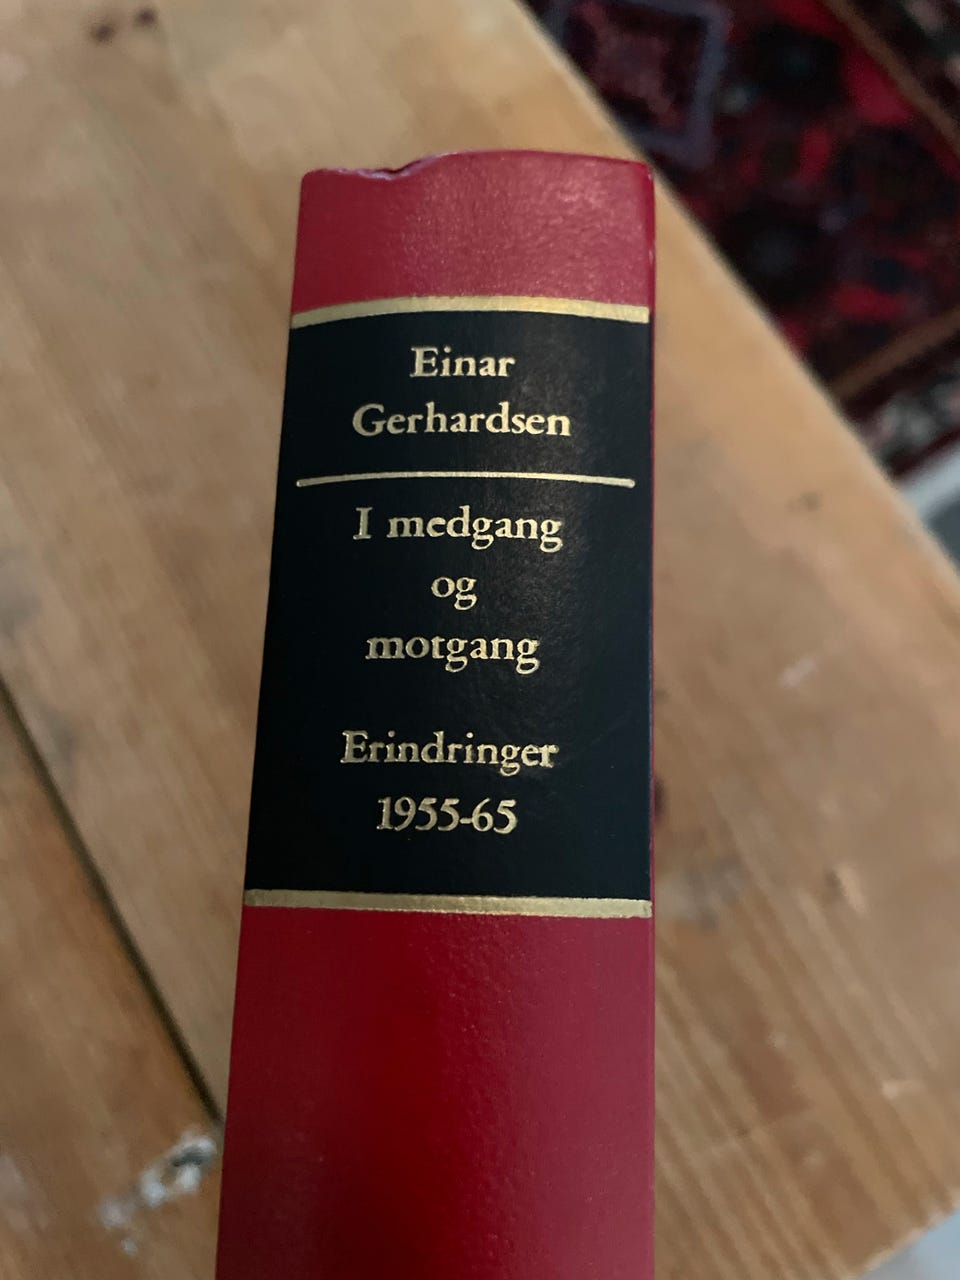 Einar
Gerhardsen
I medgang
og
motgang
Erindringer
1955-65